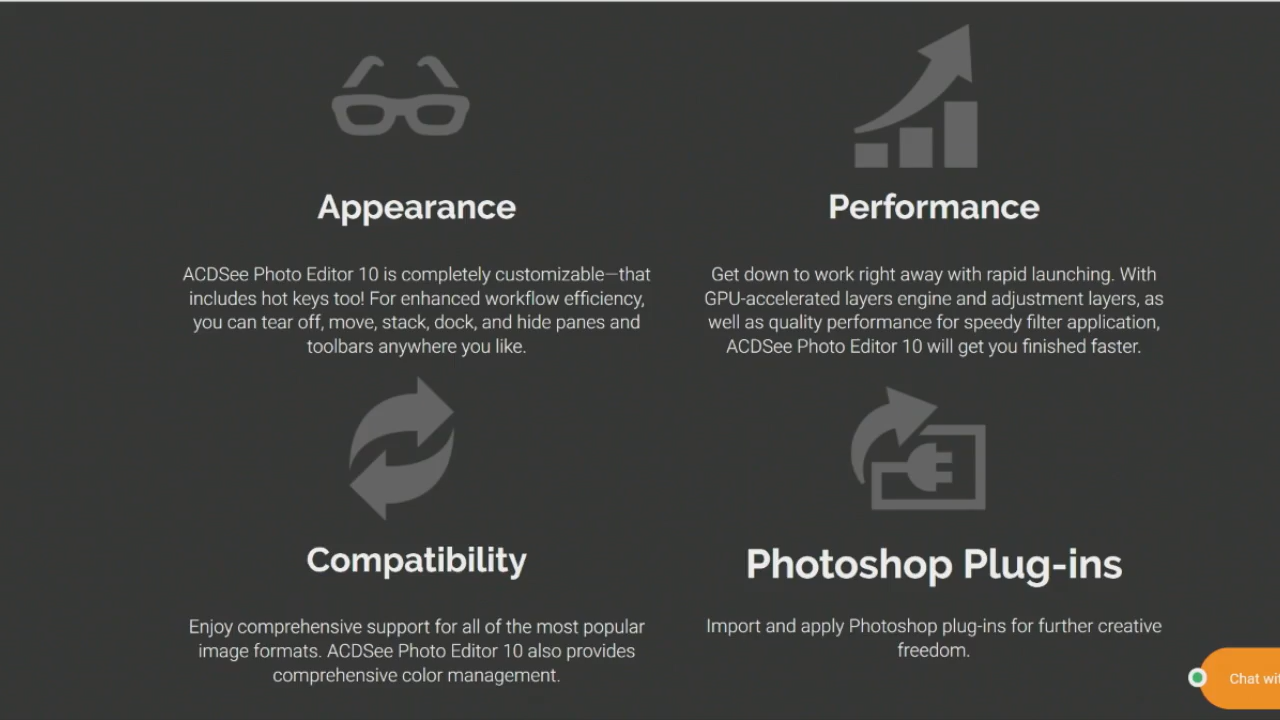 Appearance
ACDSee Photo Editor 10 is completely customizable—that
includes hot keys too! For enhanced workflow efficiency,
you can tear off, move, stack, dock, and hide panes and
toolbars anywhere you like.
Performance
Get down to work right away with rapid launching. With
GPU-accelerated layers engine and adjustment layers, as
well as quality performance for speedy filter application,
ACDSee Photo Editor 10 will get you finished faster.
Compatibility
Enjoy comprehensive support for all of the most popular
image formats. ACDSee Photo Editor 10 also provides
comprehensive color management.
Photoshop Plug-ins
Import and apply Photoshop plug-ins for further creative
freedom.
Chat